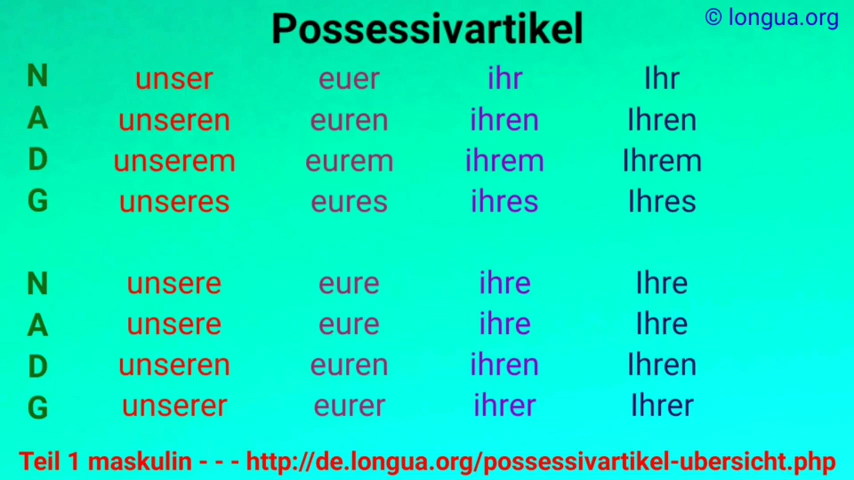 Possessivartikel
© longua.org
N unser euer ihr Ihr
A unseren euren ihren Ihren
D unserem eurem ihrem Ihrem
G unseres eures ihres Ihres
N unsere eure ihre Ihre
A unsere eure ihre Ihre
D unseren euren ihren Ihren
G unserer eurer ihrer Ihrer
Teil 1 maskulin - - - http://de.longua.org/possessivartikel-ubersicht.php